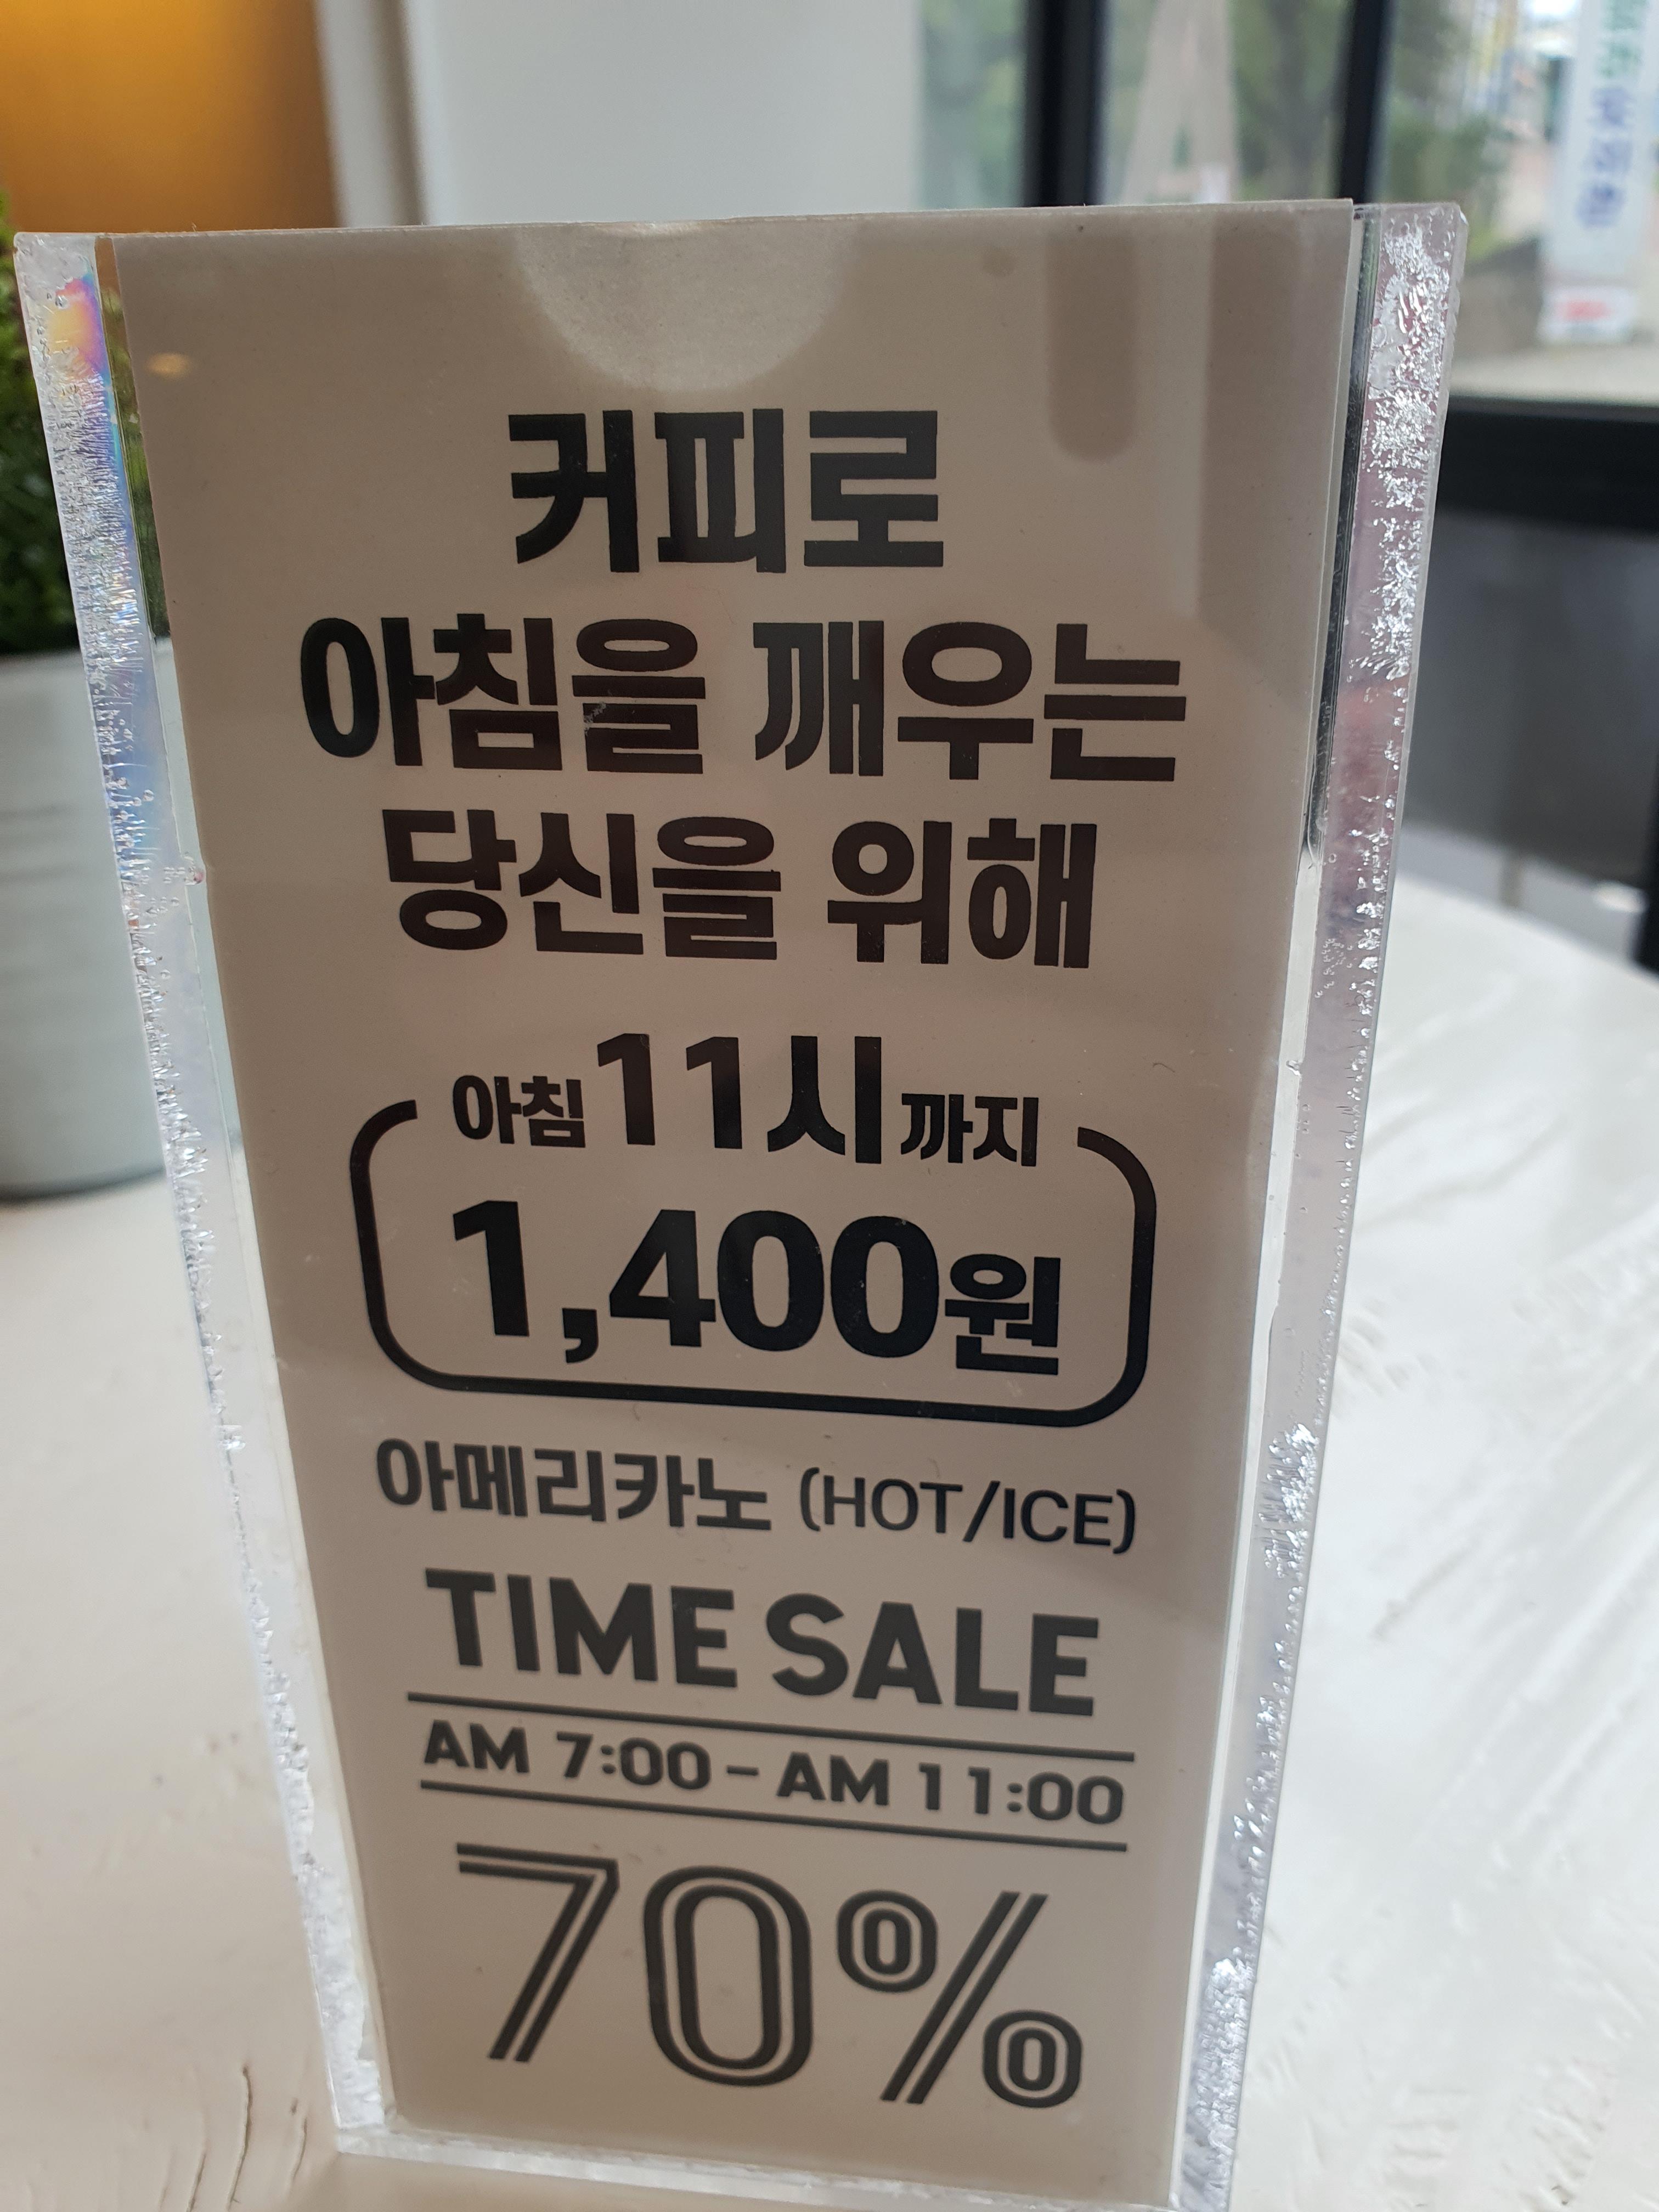 커피로
아침을 깨우는
당신을 위해
아침 11시까지
1,400원
아메리카노 (HOT/ICE)
TIME SALE
AM 7:00 - AM 11:00
70%